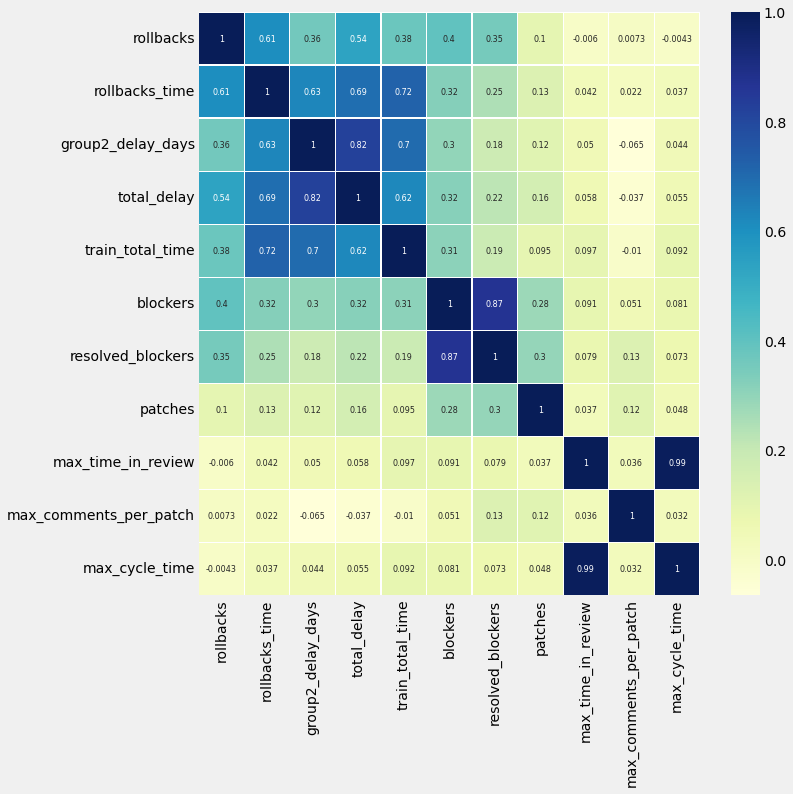 rollbacks 1 0.61 0.36 0.54 0.38 0.4 0.35 0.1 -0.006 0.0073 -0.0043
rollbacks_time 0.61 1 0.63 0.69 0.72 0.32 0.25 0.13 0.042 0.022 0.037
group2_delay_days 0.36 0.63 1 0.82 0.7 0.3 0.18 0.12 0.05 -0.065 0.044
total_delay 0.54 0.69 0.82 1 0.62 0.32 0.22 0.16 0.058 -0.037 0.055
train_total_time 0.38 0.72 0.7 0.62 1 0.31 0.19 0.095 0.097 -0.01 0.092
blockers 0.4 0.32 0.3 0.32 0.31 1 0.87 0.28 0.091 0.051 0.081
resolved_blockers 0.35 0.25 0.18 0.22 0.19 0.87 1 0.3 0.079 0.13 0.073
patches 0.1 0.13 0.12 0.16 0.095 0.28 0.3 1 0.037 0.12 0.048
max_time_in_review -0.006 0.042 0.05 0.058 0.097 0.091 0.079 0.037 1 0.036 0.99
max_comments_per_patch 0.0073 0.022 -0.065 -0.037 -0.01 0.051 0.13 0.12 0.036 1 0.032
max_cycle_time -0.0043 0.037 0.044 0.055 0.092 0.081 0.073 0.048 0.99 0.032 1
rollbacks
rollbacks_time
group2_delay_days
total_delay
train_total_time
blockers
resolved_blockers
patches
max_time_in_review
max_comments_per_patch
max_cycle_time
1.0
0.8
0.6
0.4
0.2
0.0